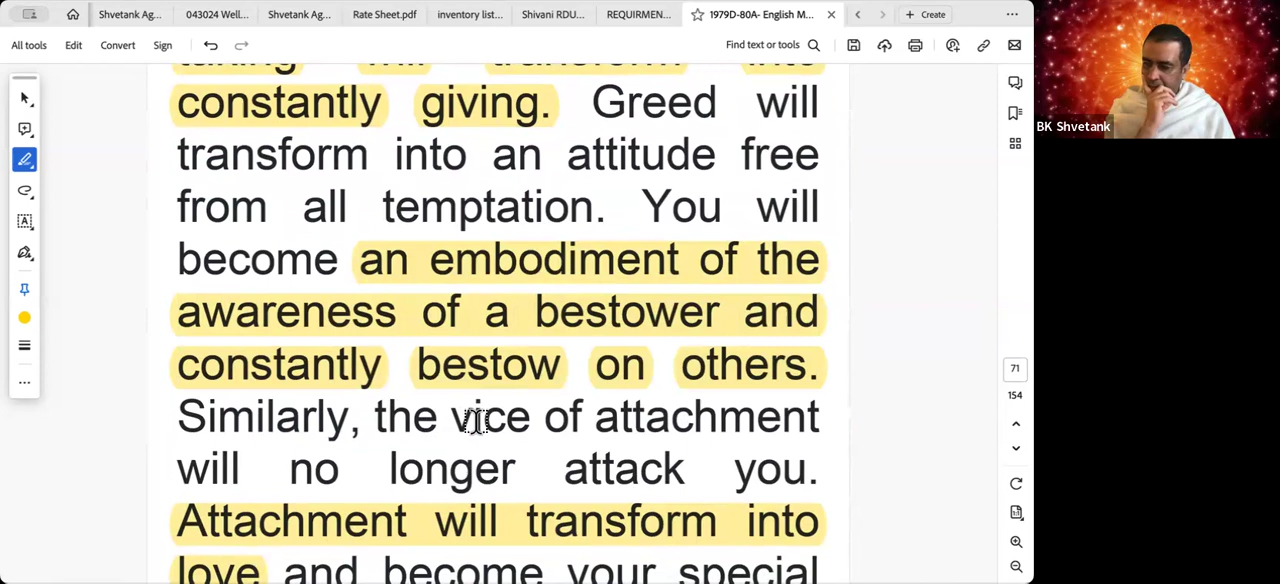 Shvetank Ag...
043024 Well...
Shvetank Ag...
Rate Sheet.pdf
inventory list...
Shivani RDU...
REQUIRMEN...
1979D-80A- English M...
Create
All tools
Edit
Convert
Sign
Find text or tools
taking will transform into
constantly giving. Greed will
transform into an attitude free
from all temptation. You will
become an embodiment of the
awareness of a bestower and
constantly bestow on others.
Similarly, the vice of attachment
will no longer attack you.
Attachment will transform into
love and become your special
71
154
BK Shvetank